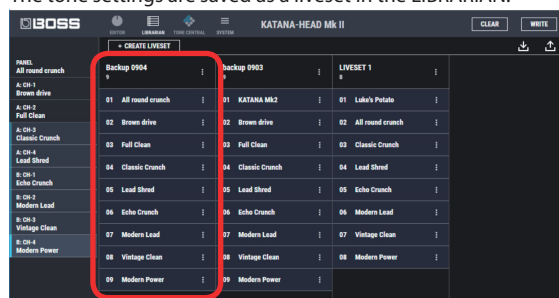 The tone settings are saved as a liveset in the LIBRARIAN.
BOSS
EDITOR LIBRARIAN TONE CENTRAL SYSTEM
KATANA-HEAD Mk II
CLEAR WRITE
+ CREATE LIVESET
PANEL
All round crunch
A: CH-1
Brown drive
A: CH-2
Full Clean
A: CH-3
Classic Crunch
A: CH-4
Lead Shred
B: CH-1
Echo Crunch
B: CH-2
Modern Lead
B: CH-3
Vintage Clean
B: CH-4
Modern Power
Backup 0904
9
01 All round crunch
02 Brown drive
03 Full Clean
04 Classic Crunch
05 Lead Shred
06 Echo Crunch
07 Modern Lead
08 Vintage Clean
09 Modern Power
Backup 0903
9
01 KATANA Mk2
02 Brown drive
03 Full Clean
04 Classic Crunch
05 Lead Shred
06 Echo Crunch
07 Modern Lead
08 Vintage Clean
09 Modern Power
LIVESET 1
8
01 Luke's Potato
02 All round crunch
03 Classic Crunch
04 Lead Shred
05 Echo Crunch
06 Modern Lead
07 Vintage Clean
08 Modern Power